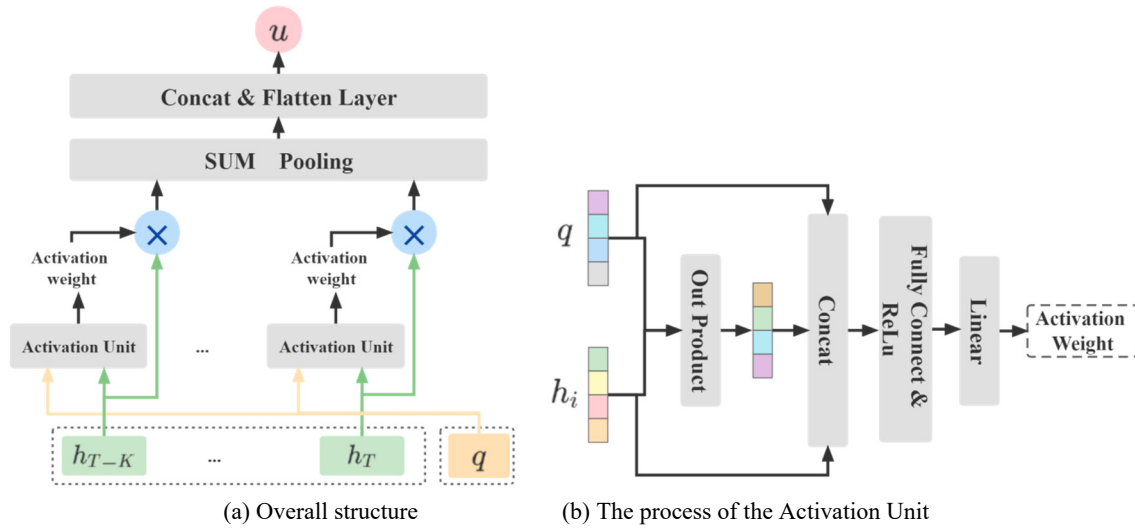 u
Concat & Flatten Layer
SUM Pooling
×
×
Activation
weight
Activation
weight
Activation Unit
...
Activation Unit
h_{T-K}
...
h_T
q
(a) Overall structure
q
h_i
Out Product
Concat
Fully Connect &
ReLu
Linear
Activation
Weight
(b) The process of the Activation Unit